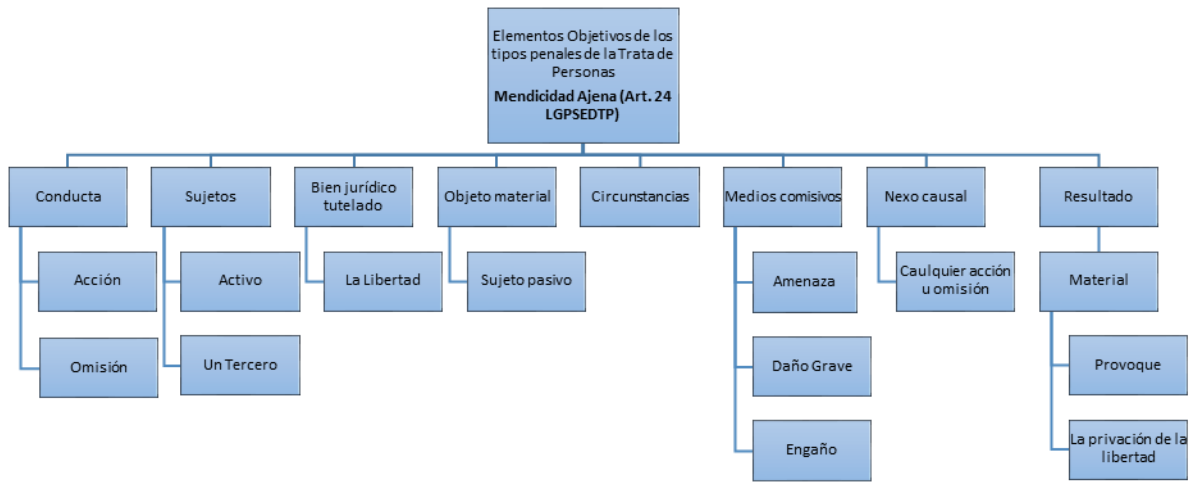 Elementos Objetivos de los
tipos penales de la Trata de
Personas
Mendicidad Ajena (Art. 24
LGPSEDTP)
Conducta
Sujetos
Bien jurídico
tutelado
Objeto material
Circunstancias
Medios comisivos
Nexo causal
Resultado
Acción
Activo
La Libertad
Sujeto pasivo
Amenaza
Caulquier acción
u omisión
Material
Omisión
Un Tercero
Daño Grave
Provoque
Engaño
La privación de la
libertad